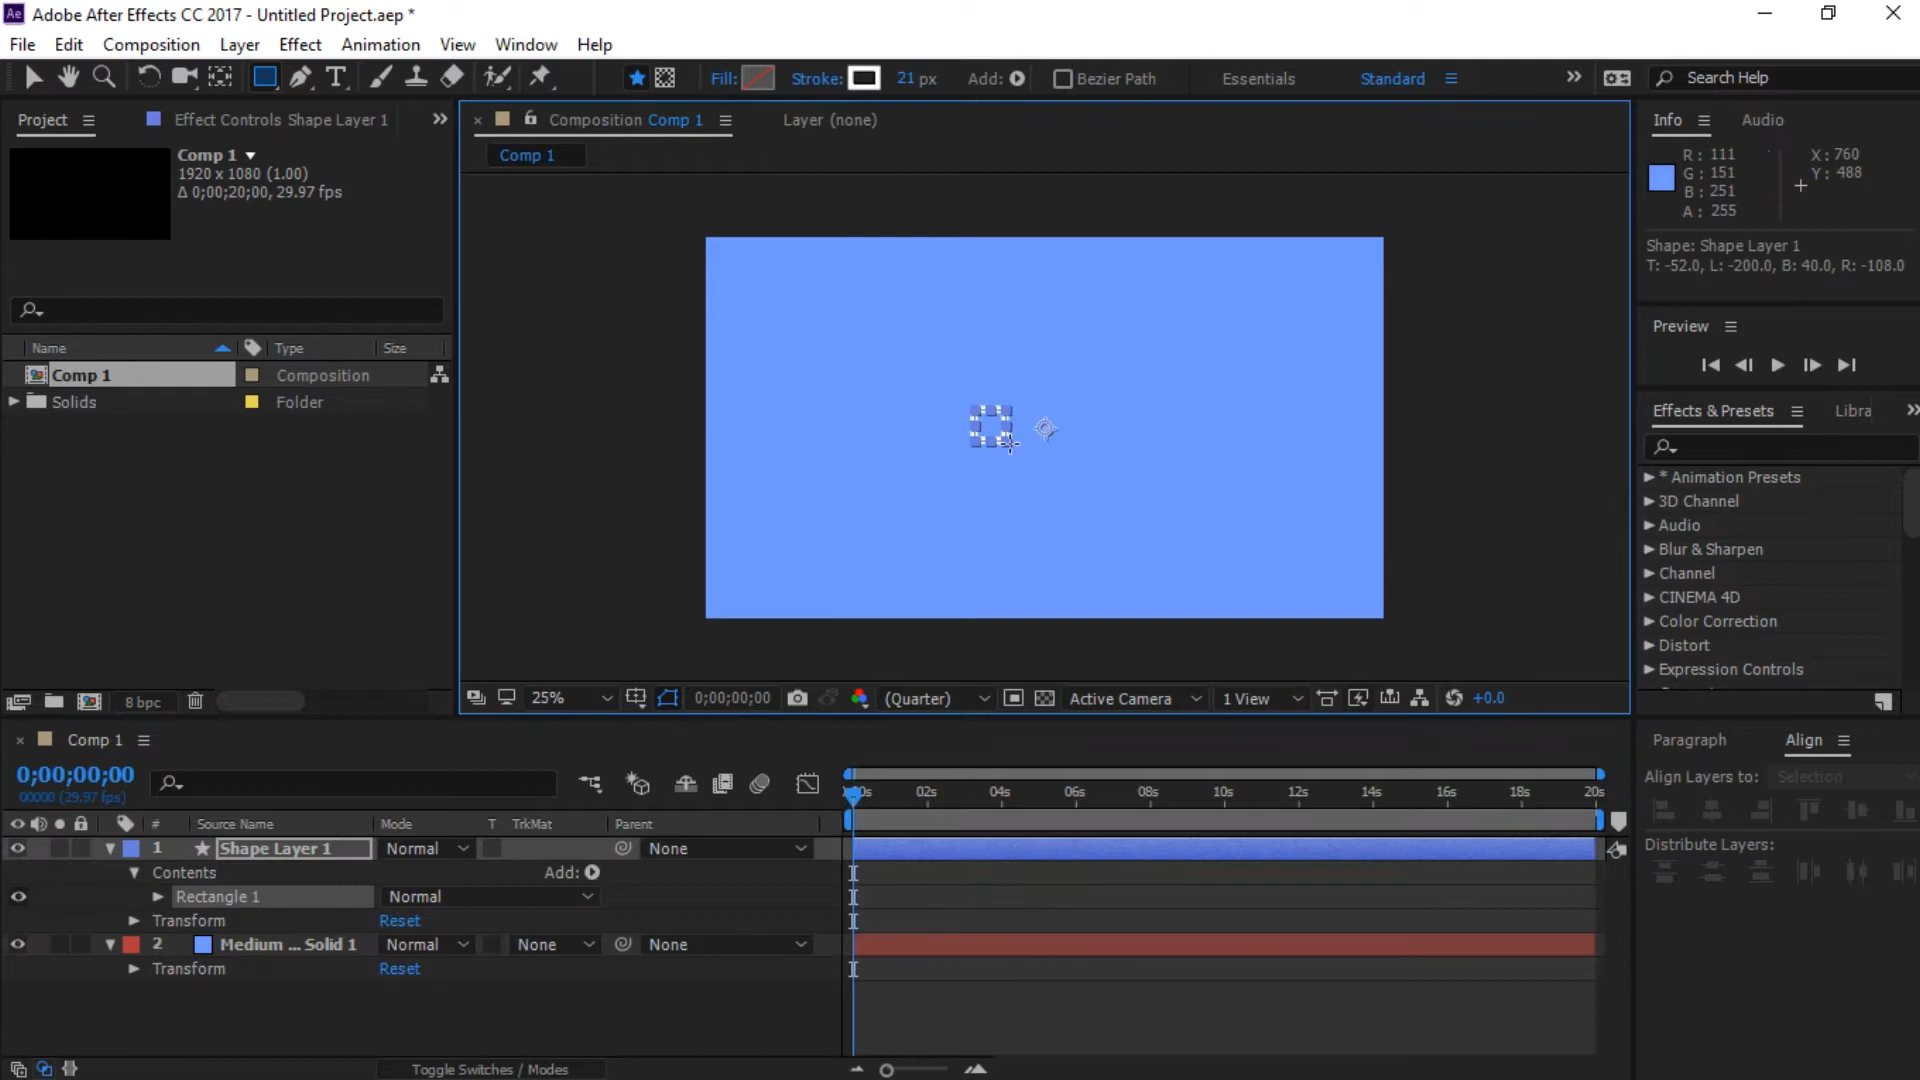 Ae Adobe After Effects CC 2017 - Untitled Project.aep *
File Edit Composition Layer Effect Animation View Window Help
T Fill: Stroke: 21 px Add: Bezier Path Essentials Standard Search Help
Project Effect Controls Shape Layer 1
Composition Comp 1 Layer (none)
Info Audio
Comp 1
1920 x 1080 (1.00)
Δ 0;00;20;00, 29.97 fps
Comp 1
R: 111 X: 760
G: 151 Y: 488
B: 251
A: 255
Shape: Shape Layer 1
T: -52.0, L: -200.0, B: 40.0, R: -108.0
Preview
Name Type Size
Comp 1 Composition
Solids Folder
Effects & Presets Libra
* Animation Presets
3D Channel
Audio
Blur & Sharpen
Channel
CINEMA 4D
Color Correction
Distort
Expression Controls
8 bpc
25% 0;00;00;00 (Quarter) Active Camera 1 View +0.0
Comp 1
Paragraph Align
Align Layers to: Selection
Distribute Layers:
0;00;00;00
00000 (29.97 fps)
02s 04s 06s 08s 10s 12s 14s 16s 18s 20s
# Source Name Mode T TrkMat Parent
1 Shape Layer 1 Normal None
Contents Add:
Rectangle 1 Normal
Transform Reset
2 Medium ... Solid 1 Normal None None
Transform Reset
Toggle Switches / Modes